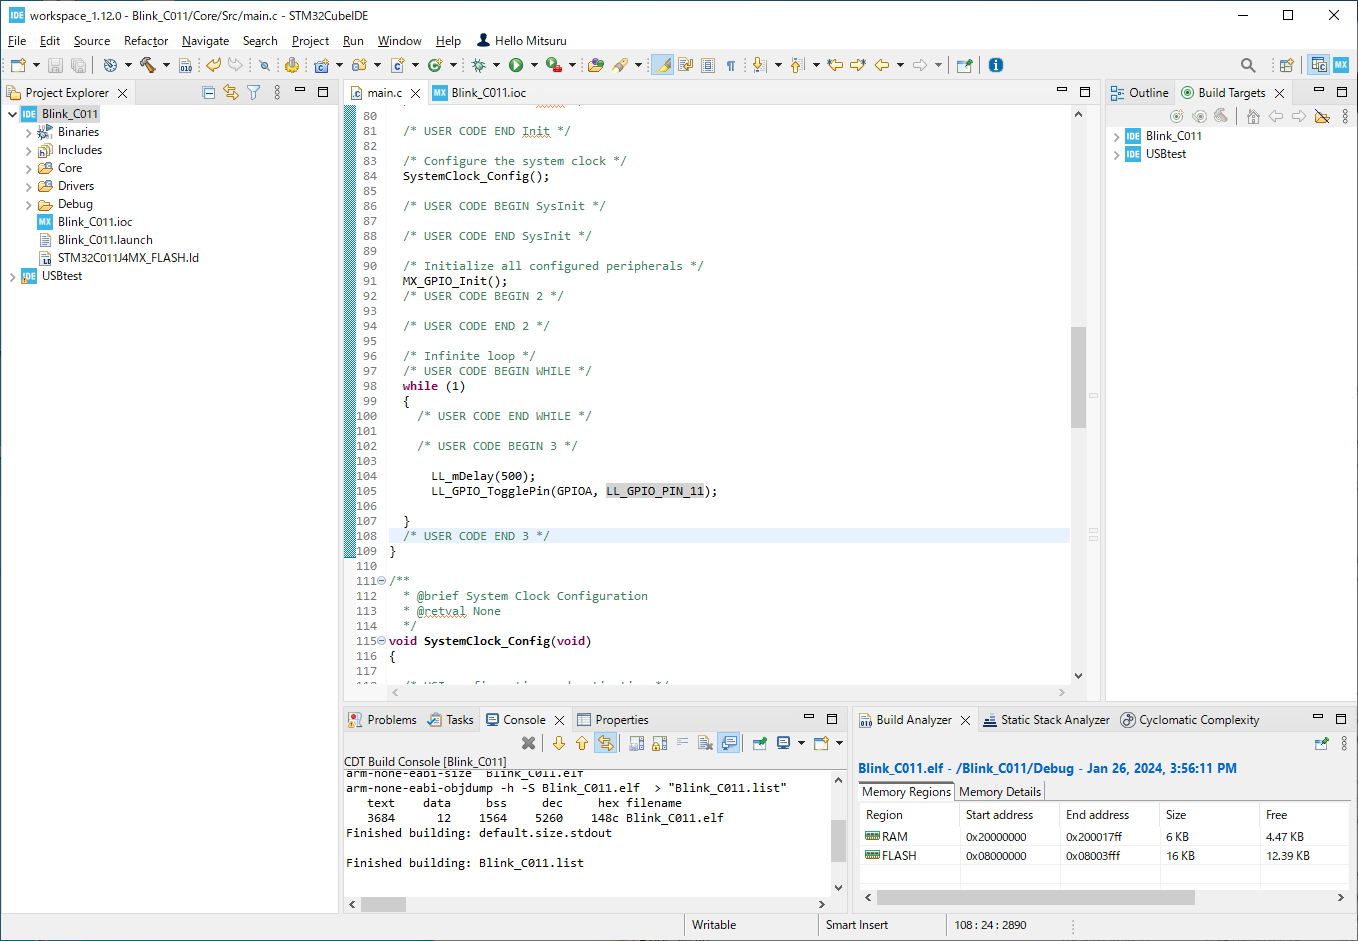 workspace_1.12.0 - Blink_C011/Core/Src/main.c - STM32CubeIDE
File Edit Source Refactor Navigate Search Project Run Window Help Hello Mitsuru
Project Explorer
Blink_C011
Binaries
Includes
Core
Drivers
Debug
Blink_C011.ioc
Blink_C011.launch
STM32C011J4MX_FLASH.ld
USBtest
main.c
Blink_C011.ioc
80
81 /* USER CODE END Init */
82
83 /* Configure the system clock */
84 SystemClock_Config();
85
86 /* USER CODE BEGIN SysInit */
87
88 /* USER CODE END SysInit */
89
90 /* Initialize all configured peripherals */
91 MX_GPIO_Init();
92 /* USER CODE BEGIN 2 */
93
94 /* USER CODE END 2 */
95
96 /* Infinite loop */
97 /* USER CODE BEGIN WHILE */
98 while (1)
99 {
100 /* USER CODE END WHILE */
101
102 /* USER CODE BEGIN 3 */
103
104 LL_mDelay(500);
105 LL_GPIO_TogglePin(GPIOA, LL_GPIO_PIN_11);
106
107 }
108 /* USER CODE END 3 */
109 }
110
111 /**
112 * @brief System Clock Configuration
113 * @retval None
114 */
115 void SystemClock_Config(void)
116 {
117
Outline
Build Targets
Blink_C011
USBtest
Problems Tasks Console Properties
CDT Build Console [Blink_C011]
arm-none-eabi-size Blink_C011.elf
arm-none-eabi-objdump -h -S Blink_C011.elf > "Blink_C011.list"
text data bss dec hex filename
3684 12 1564 5260 148c Blink_C011.elf
Finished building: default.size.stdout
Finished building: Blink_C011.list
Build Analyzer Static Stack Analyzer Cyclomatic Complexity
Blink_C011.elf - /Blink_C011/Debug - Jan 26, 2024, 3:56:11 PM
Memory Regions Memory Details
Region Start address End address Size Free
RAM 0x20000000 0x200017ff 6 KB 4.47 KB
FLASH 0x08000000 0x08003fff 16 KB 12.39 KB
Writable Smart Insert 108 : 24 : 2890